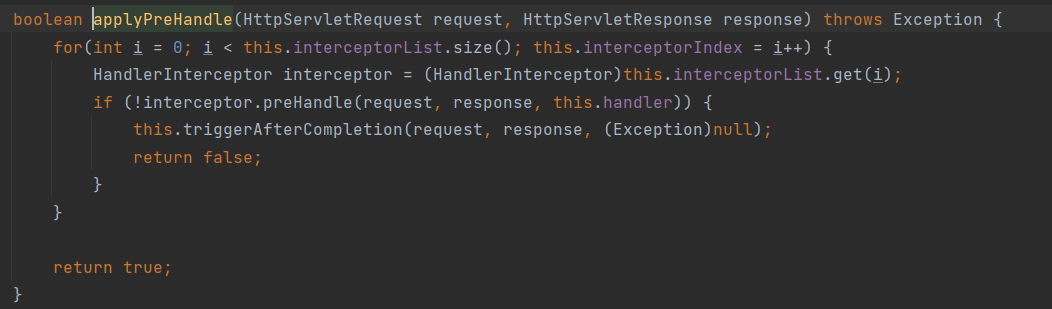 boolean applyPreHandle(HttpServletRequest request, HttpServletResponse response) throws Exception {
    for(int i = 0; i < this.interceptorList.size(); this.interceptorIndex = i++) {
        HandlerInterceptor interceptor = (HandlerInterceptor)this.interceptorList.get(i);
        if (!interceptor.preHandle(request, response, this.handler)) {
            this.triggerAfterCompletion(request, response, (Exception)null);
            return false;
        }
    }

    return true;
}